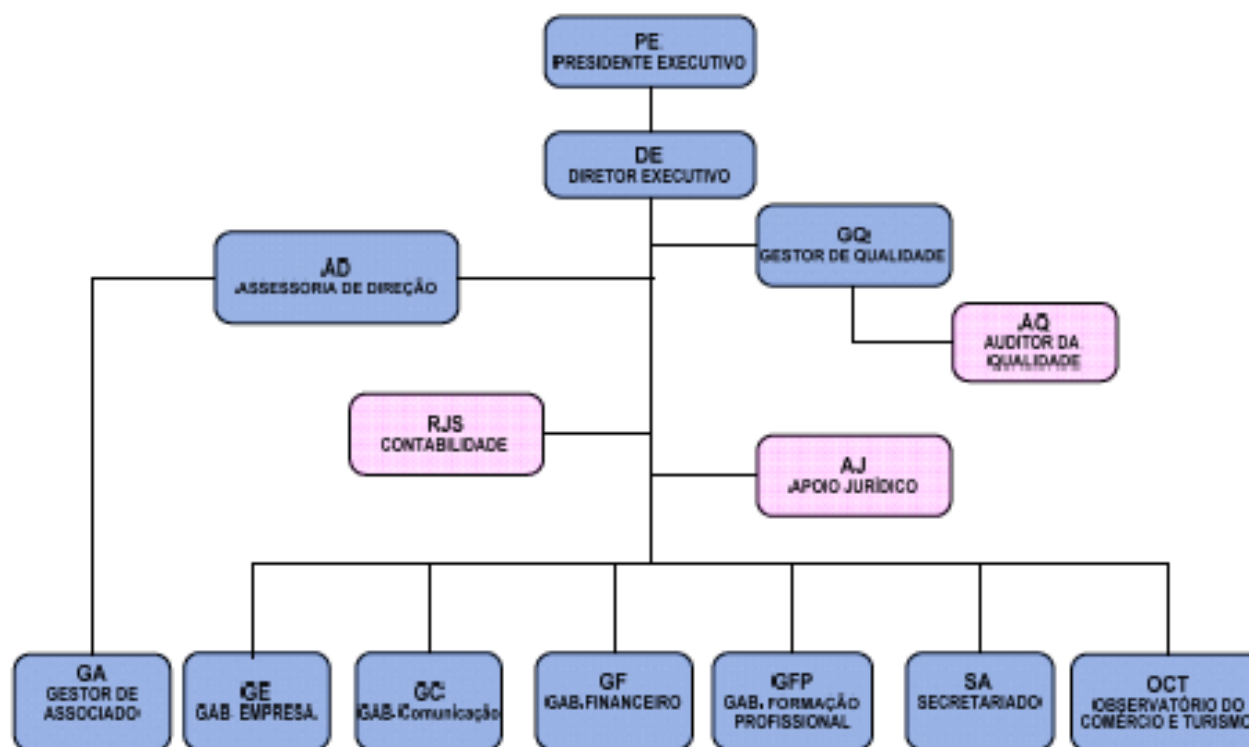 PE
PRESIDENTE EXECUTIVO
DE
DIRETOR EXECUTIVO
GQ
GESTOR DE QUALIDADE
AD
ASSESSORIA DE DIREÇÃO
AQ
AUDITOR DA
QUALIDADE
RJS
CONTABILIDADE
AJ
APOIO JURÍDICO
GA
GESTOR DE
ASSOCIADO
GE
GAB. EMPRESA
GC
GAB. Comunicação
GF
GAB. FINANCEIRO
GFP
GAB. FORMAÇÃO
PROFISSIONAL
SA
SECRETARIADO
OCT
OBSERVATÓRIO DO
COMÉRCIO E TURISMO